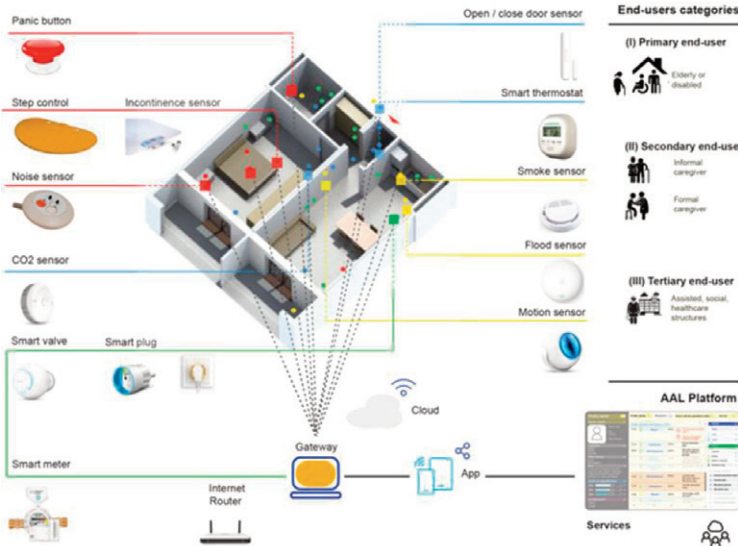 Panic button
Step control
Incontinence sensor
Noise sensor
CO2 sensor
Smart valve
Smart plug
Smart meter
Open / close door sensor
Smart thermostat
Smoke sensor
Flood sensor
Motion sensor
Cloud
Gateway
App
Internet
Router
End-users categories
(I) Primary end-user
Elderly or
disabled
(II) Secondary end-use
Informal
caregiver
Formal
caregiver
(III) Tertiary end-user
Assisted, social,
healthcare
structures
AAL Platform
Services